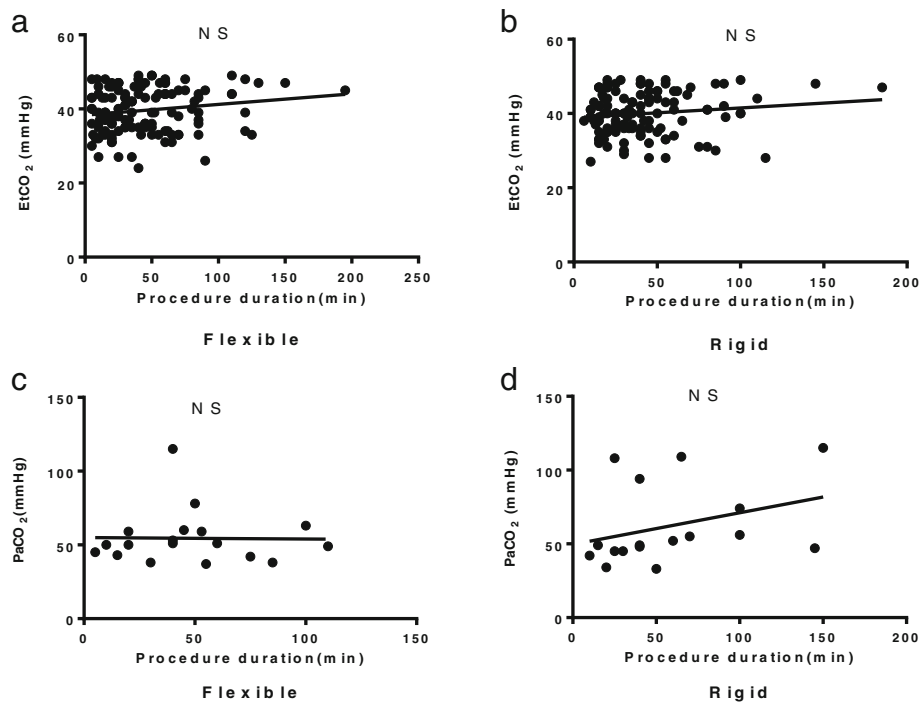 a
NS
60
40
20
0
EtCO2 (mmHg)
0 50 100 150 200 250
Procedure duration(min)
Flexible
b
NS
60
40
20
0
EtCO2 (mmHg)
0 50 100 150 200
Procedure duration(min)
Rigid
c
NS
150
100
50
0
PaCO2(mmHg)
0 50 100 150
Procedure duration(min)
Flexible
d
NS
150
100
50
0
PaCO2 (mmHg)
0 50 100 150 200
Procedure duration(min)
Rigid